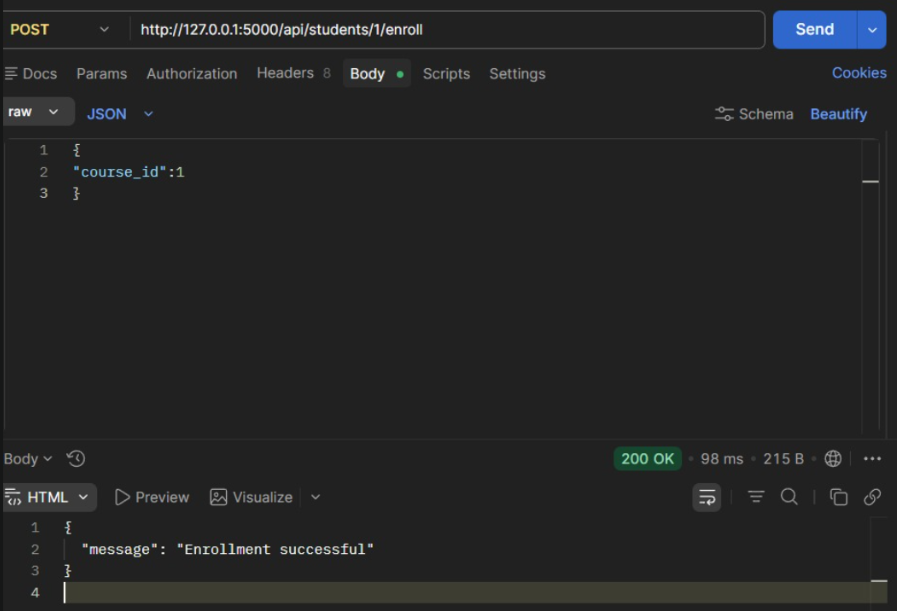 POST http://127.0.0.1:5000/api/students/1/enroll Send
Docs Params Authorization Headers 8 Body Scripts Settings Cookies
raw JSON Schema Beautify
1 {
2 "course_id":1
3 }
Body 200 OK • 98 ms • 215 B
HTML Preview Visualize
1 {
2 "message": "Enrollment successful"
3 }
4